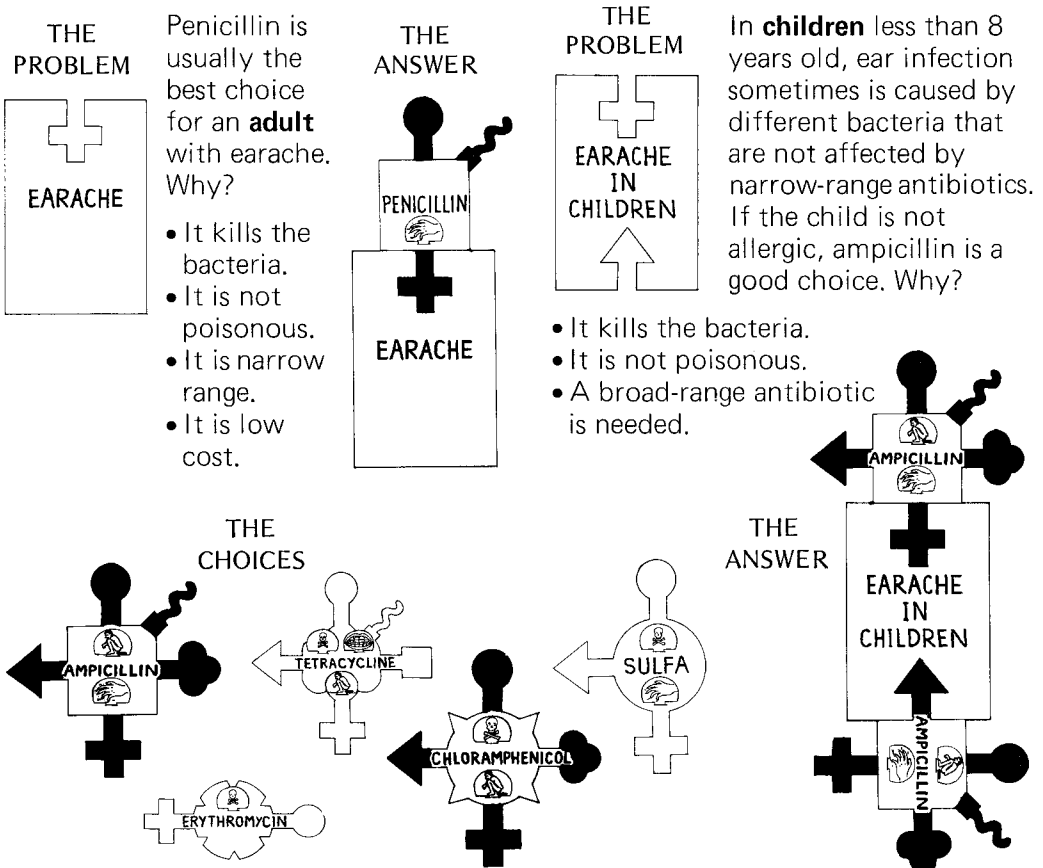 THE
PROBLEM
EARACHE
Penicillin is
usually the
best choice
for an adult
with earache.
Why?
• It kills the
bacteria.
• It is not
poisonous.
• It is narrow
range.
• It is low
cost.
THE
ANSWER
PENICILLIN
EARACHE
THE
PROBLEM
EARACHE
IN
CHILDREN
In children less than 8
years old, ear infection
sometimes is caused by
different bacteria that
are not affected by
narrow-range antibiotics.
If the child is not
allergic, ampicillin is a
good choice. Why?
• It kills the bacteria.
• It is not poisonous.
• A broad-range antibiotic
is needed.
THE
CHOICES
AMPICILLIN
TETRACYCLINE
SULFA
CHLORAMPHENICOL
ERYTHROMYCIN
THE
ANSWER
AMPICILLIN
EARACHE
IN
CHILDREN
AMPICILLIN